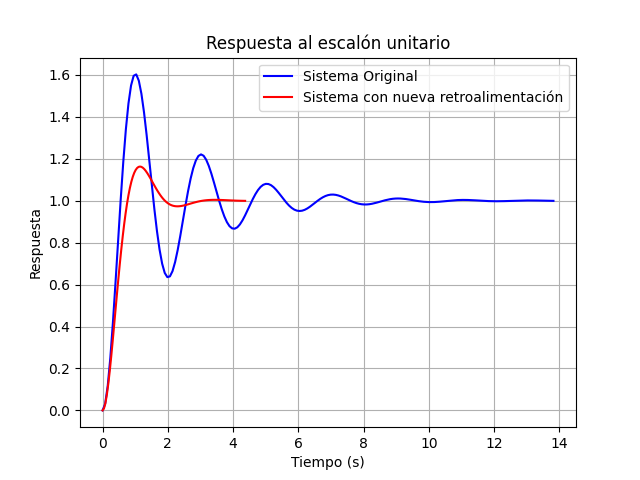 Respuesta al escalón unitario
Sistema Original
Sistema con nueva retroalimentación
Respuesta
1.6
1.4
1.2
1.0
0.8
0.6
0.4
0.2
0.0
0 2 4 6 8 10 12 14
Tiempo (s)